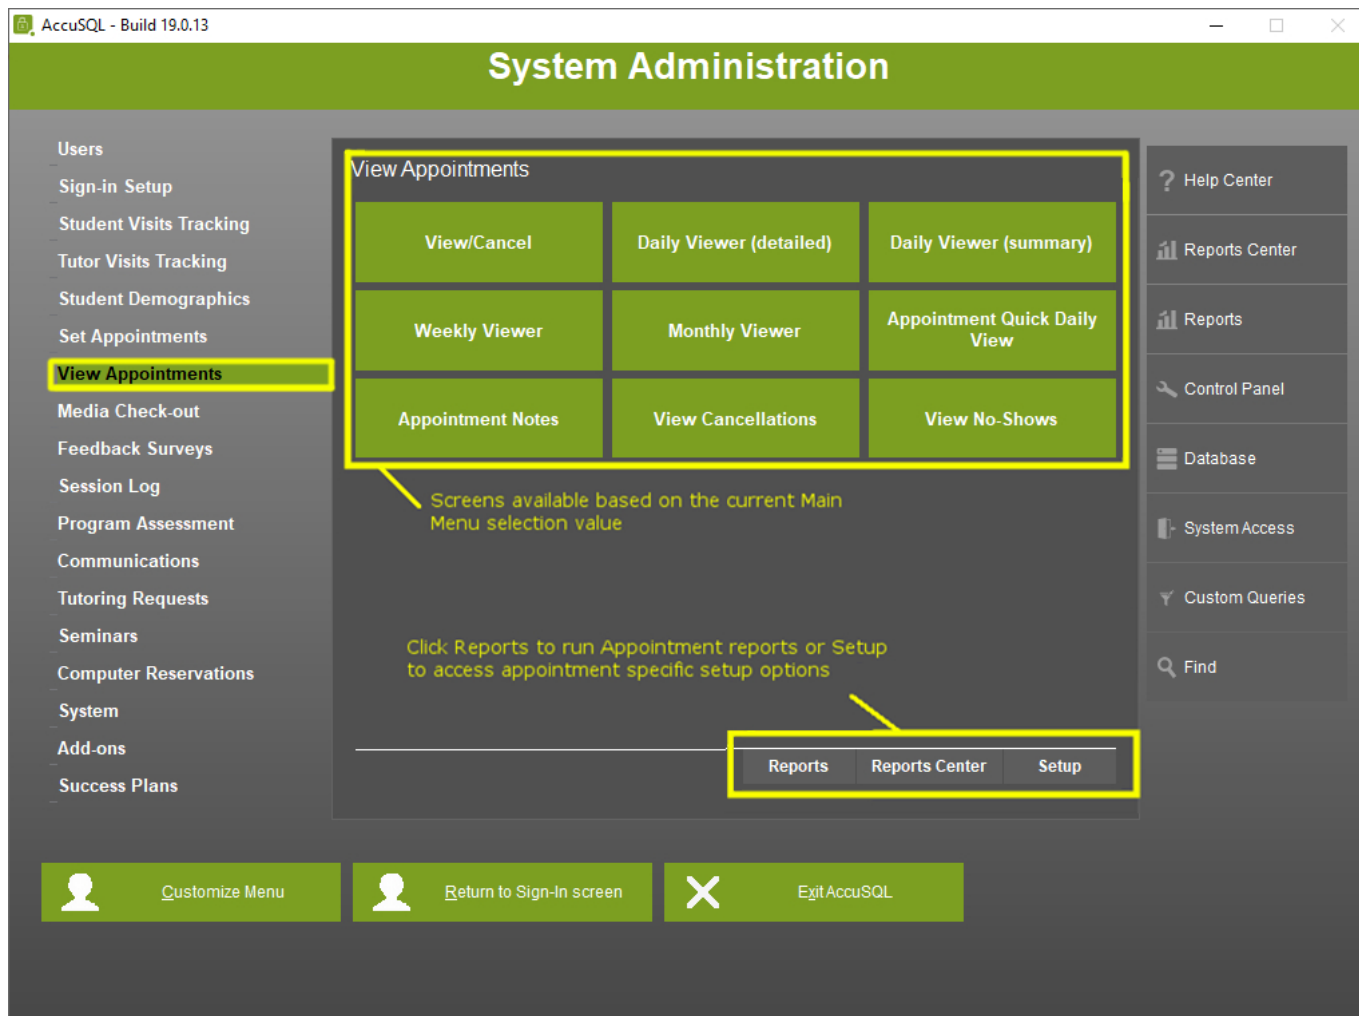 AccuSQL - Build 19.0.13
System Administration
Users
Sign-in Setup
Student Visits Tracking
Tutor Visits Tracking
Student Demographics
Set Appointments
View Appointments
Media Check-out
Feedback Surveys
Session Log
Program Assessment
Communications
Tutoring Requests
Seminars
Computer Reservations
System
Add-ons
Success Plans
View Appointments
View/Cancel
Daily Viewer (detailed)
Daily Viewer (summary)
Weekly Viewer
Monthly Viewer
Appointment Quick Daily
View
Appointment Notes
View Cancellations
View No-Shows
Screens available based on the current Main
Menu selection value
Click Reports to run Appointment reports or Setup
to access appointment specific setup options
Reports
Reports Center
Setup
Help Center
Reports Center
Reports
Control Panel
Database
System Access
Custom Queries
Find
Customize Menu
Return to Sign-In screen
Exit AccuSQL